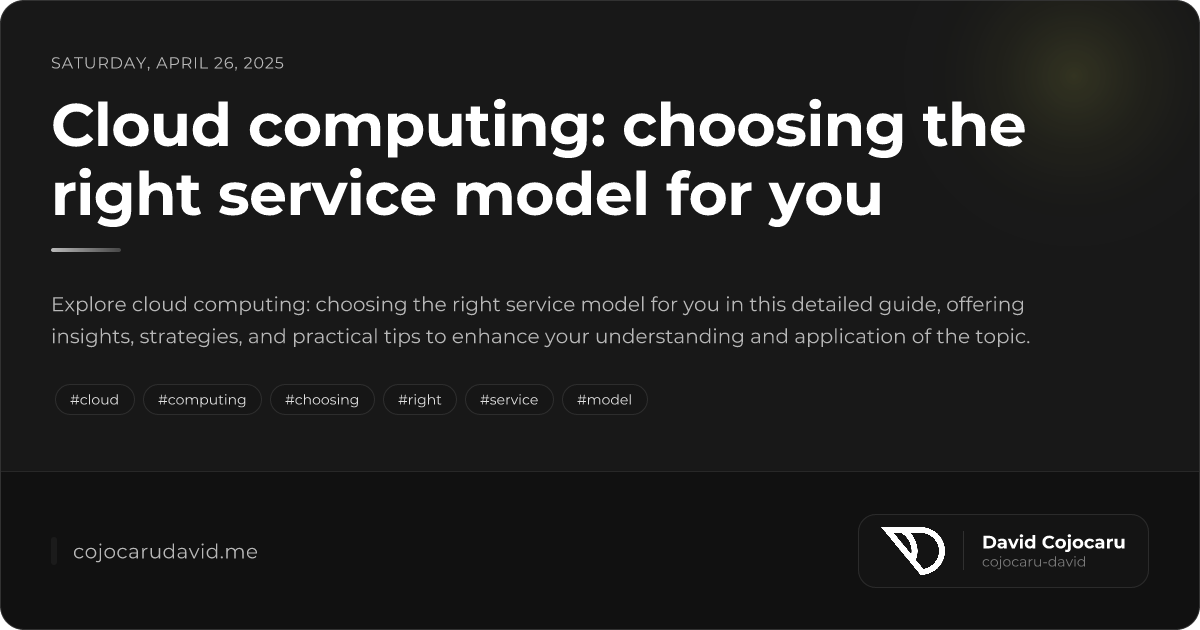 SATURDAY, APRIL 26, 2025
Cloud computing: choosing the
right service model for you
Explore cloud computing: choosing the right service model for you in this detailed guide, offering
insights, strategies, and practical tips to enhance your understanding and application of the topic.
#cloud #computing #choosing #right #service #model
cojocarudavid.me
David Cojocaru
cojocaru-david